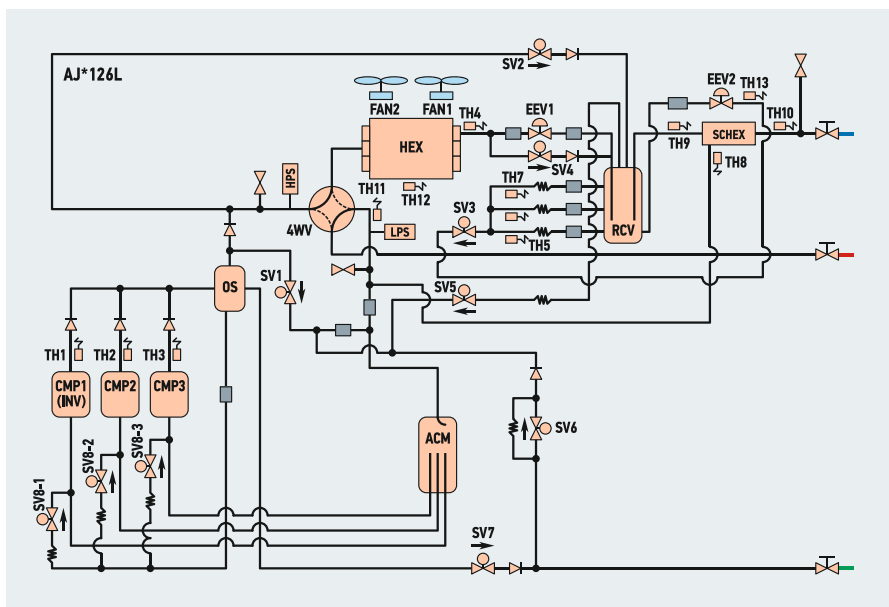 SV2
AJ*126L
EEV2
TH13
FAN2
FAN1
TH4
EEV1
TH10
HEX
SCHEX
TH9
TH8
SV4
HPS
TH11
TH12
TH7
4WV
LPS
SV3
TH5
RCV
SV1
OS
SV5
TH1
TH2
TH3
CMP1
(INV)
CMP2
CMP3
ACM
SV6
SV8-3
SV8-2
SV8-1
SV7